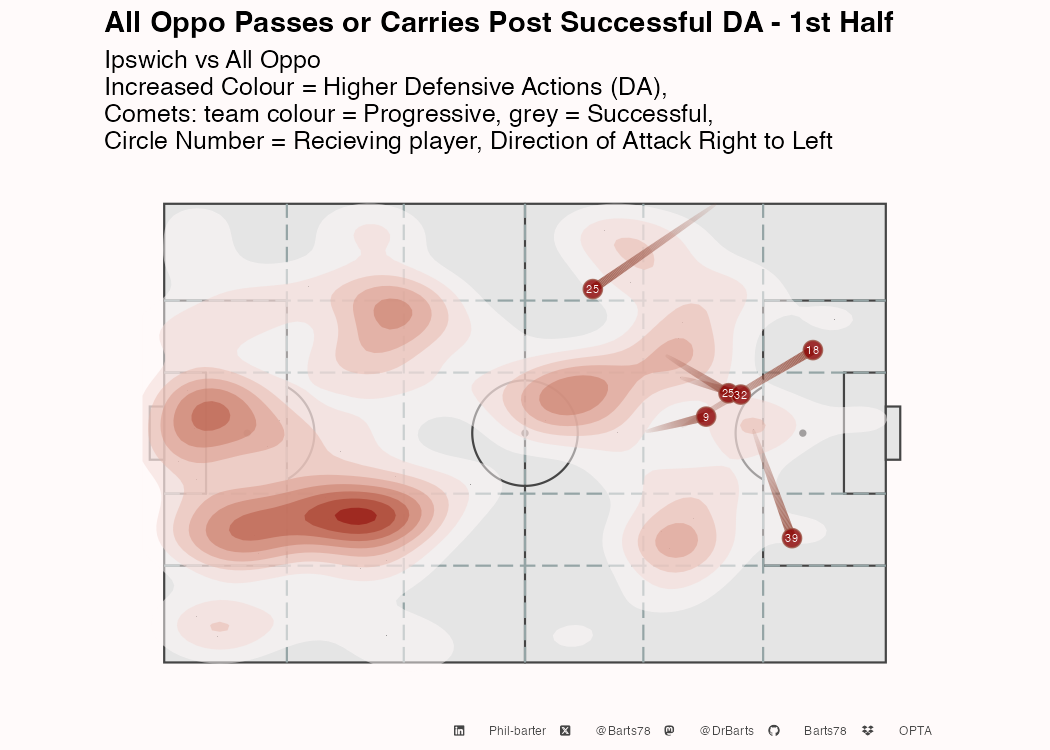 All Oppo Passes or Carries Post Successful DA - 1st Half
Ipswich vs All Oppo
Increased Colour = Higher Defensive Actions (DA),
Comets: team colour = Progressive, grey = Successful,
Circle Number = Recieving player, Direction of Attack Right to Left
25
18
25
32
9
39
Phil-barter @Barts78 @DrBarts Barts78 OPTA